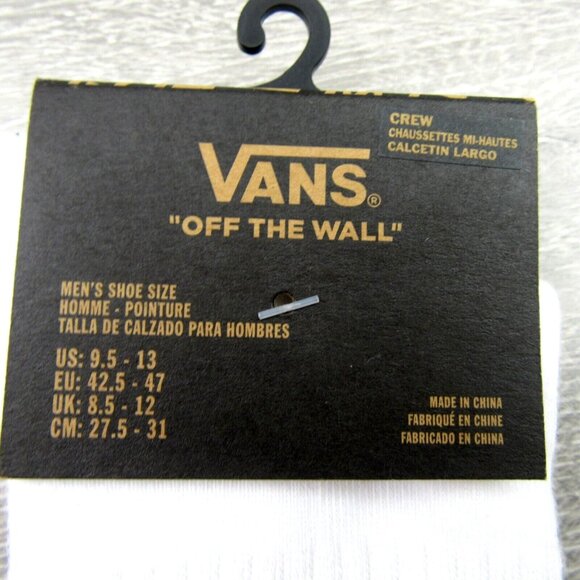 CREW
CHAUSSETTES MI-HAUTES
CALCETIN LARGO
VANS®
"OFF THE WALL"
MEN'S SHOE SIZE
HOMME - POINTURE
TALLA DE CALZADO PARA HOMBRES
US: 9.5 - 13
EU: 42.5 - 47
UK: 8.5 - 12
CM: 27.5 - 31
MADE IN CHINA
FABRIQUÉ EN CHINE
FABRICADO EN CHINA